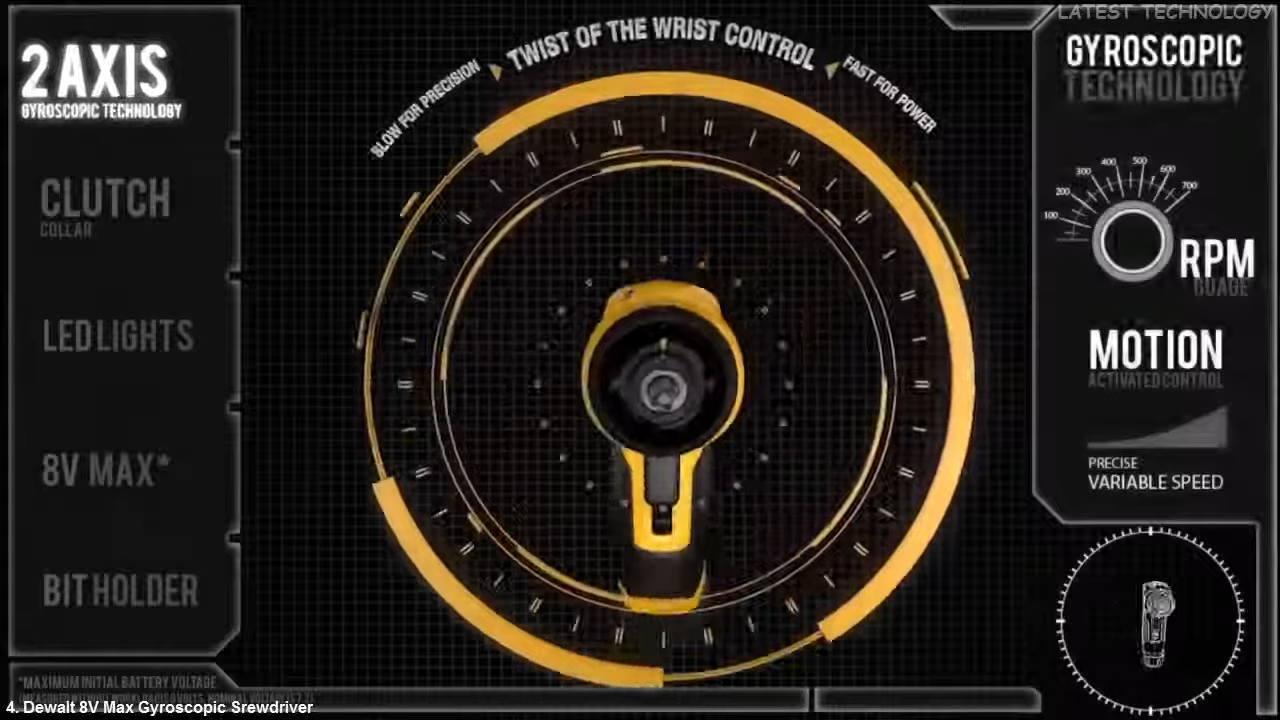 LATEST TECHNOLOGY
2 AXIS
GYROSCOPIC TECHNOLOGY
CLUTCH
COLLAR
LED LIGHTS
8V MAX*
BIT HOLDER
*MAXIMUM INITIAL BATTERY VOLTAGE
4. Dewalt 8V Max Gyroscopic Srewdriver
SLOW FOR PRECISION
TWIST OF THE WRIST CONTROL
FAST FOR POWER
GYROSCOPIC
TECHNOLOGY
100
200
300
400
500
600
700
RPM
GUAGE
MOTION
ACTIVATED CONTROL
PRECISE
VARIABLE SPEED